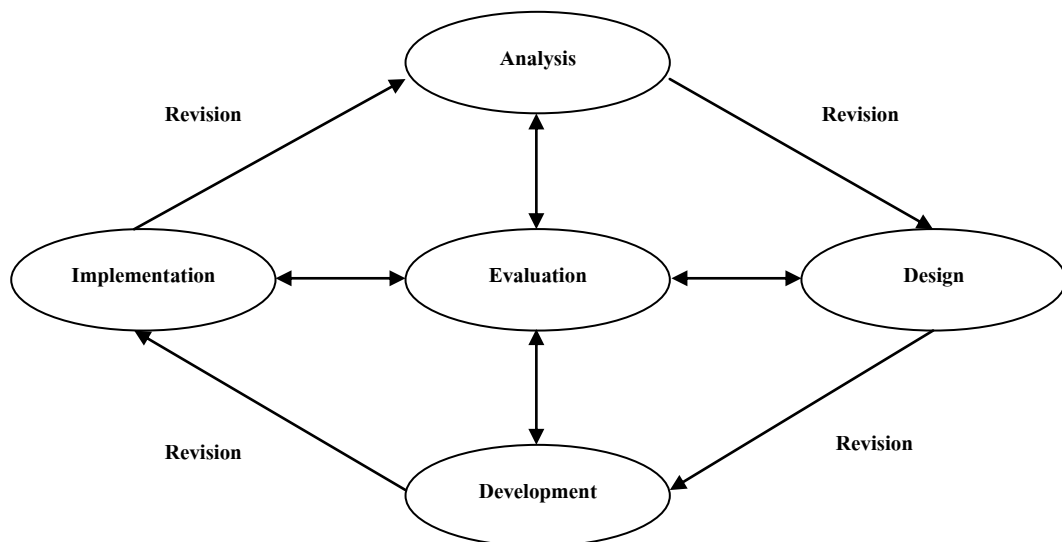 Analysis
Revision
Revision
Implementation
Evaluation
Design
Revision
Revision
Development